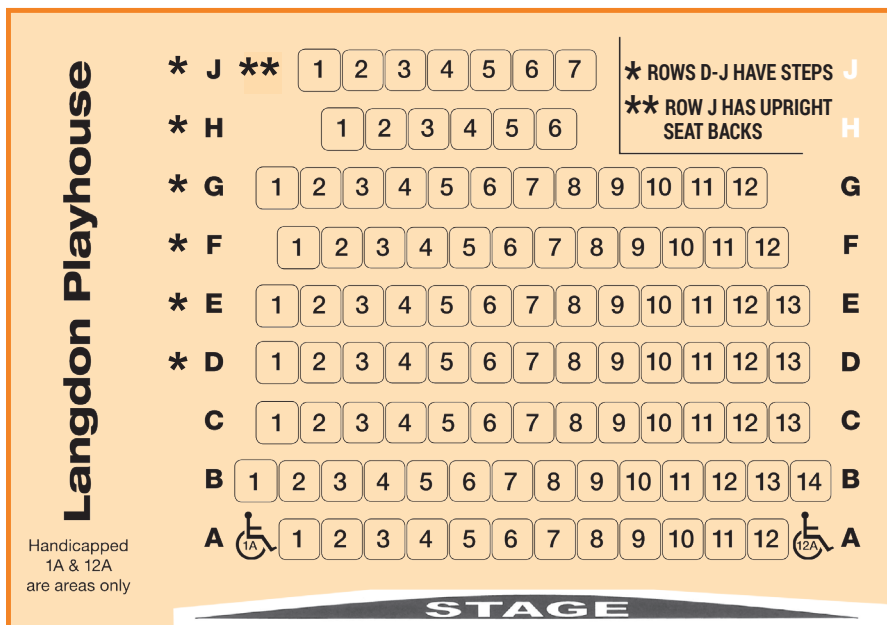 Langdon Playhouse
Handicapped
1A & 12A
are areas only
* J ** 1 2 3 4 5 6 7 J
* H 1 2 3 4 5 6 H
* ROWS D-J HAVE STEPS
** ROW J HAS UPRIGHT
SEAT BACKS
* G 1 2 3 4 5 6 7 8 9 10 11 12 G
* F 1 2 3 4 5 6 7 8 9 10 11 12 F
* E 1 2 3 4 5 6 7 8 9 10 11 12 13 E
* D 1 2 3 4 5 6 7 8 9 10 11 12 13 D
C 1 2 3 4 5 6 7 8 9 10 11 12 13 C
B 1 2 3 4 5 6 7 8 9 10 11 12 13 14 B
A 1A 1 2 3 4 5 6 7 8 9 10 11 12 12A A
STAGE